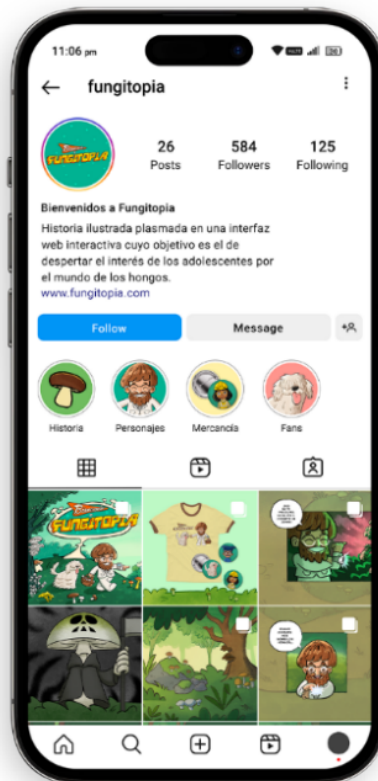 11:06 pm
fungitopia
FUNGITOPIA
26
Posts
584
Followers
125
Following
Bienvenidos a Fungitopia
Historia ilustrada plasmada en una interfaz
web interactiva cuyo objetivo es el de
despertar el interés de los adolescentes por
el mundo de los hongos.
www.fungitopia.com
Follow
Message
Historia
Personajes
Mercancía
Fans
FUNGITOPIA